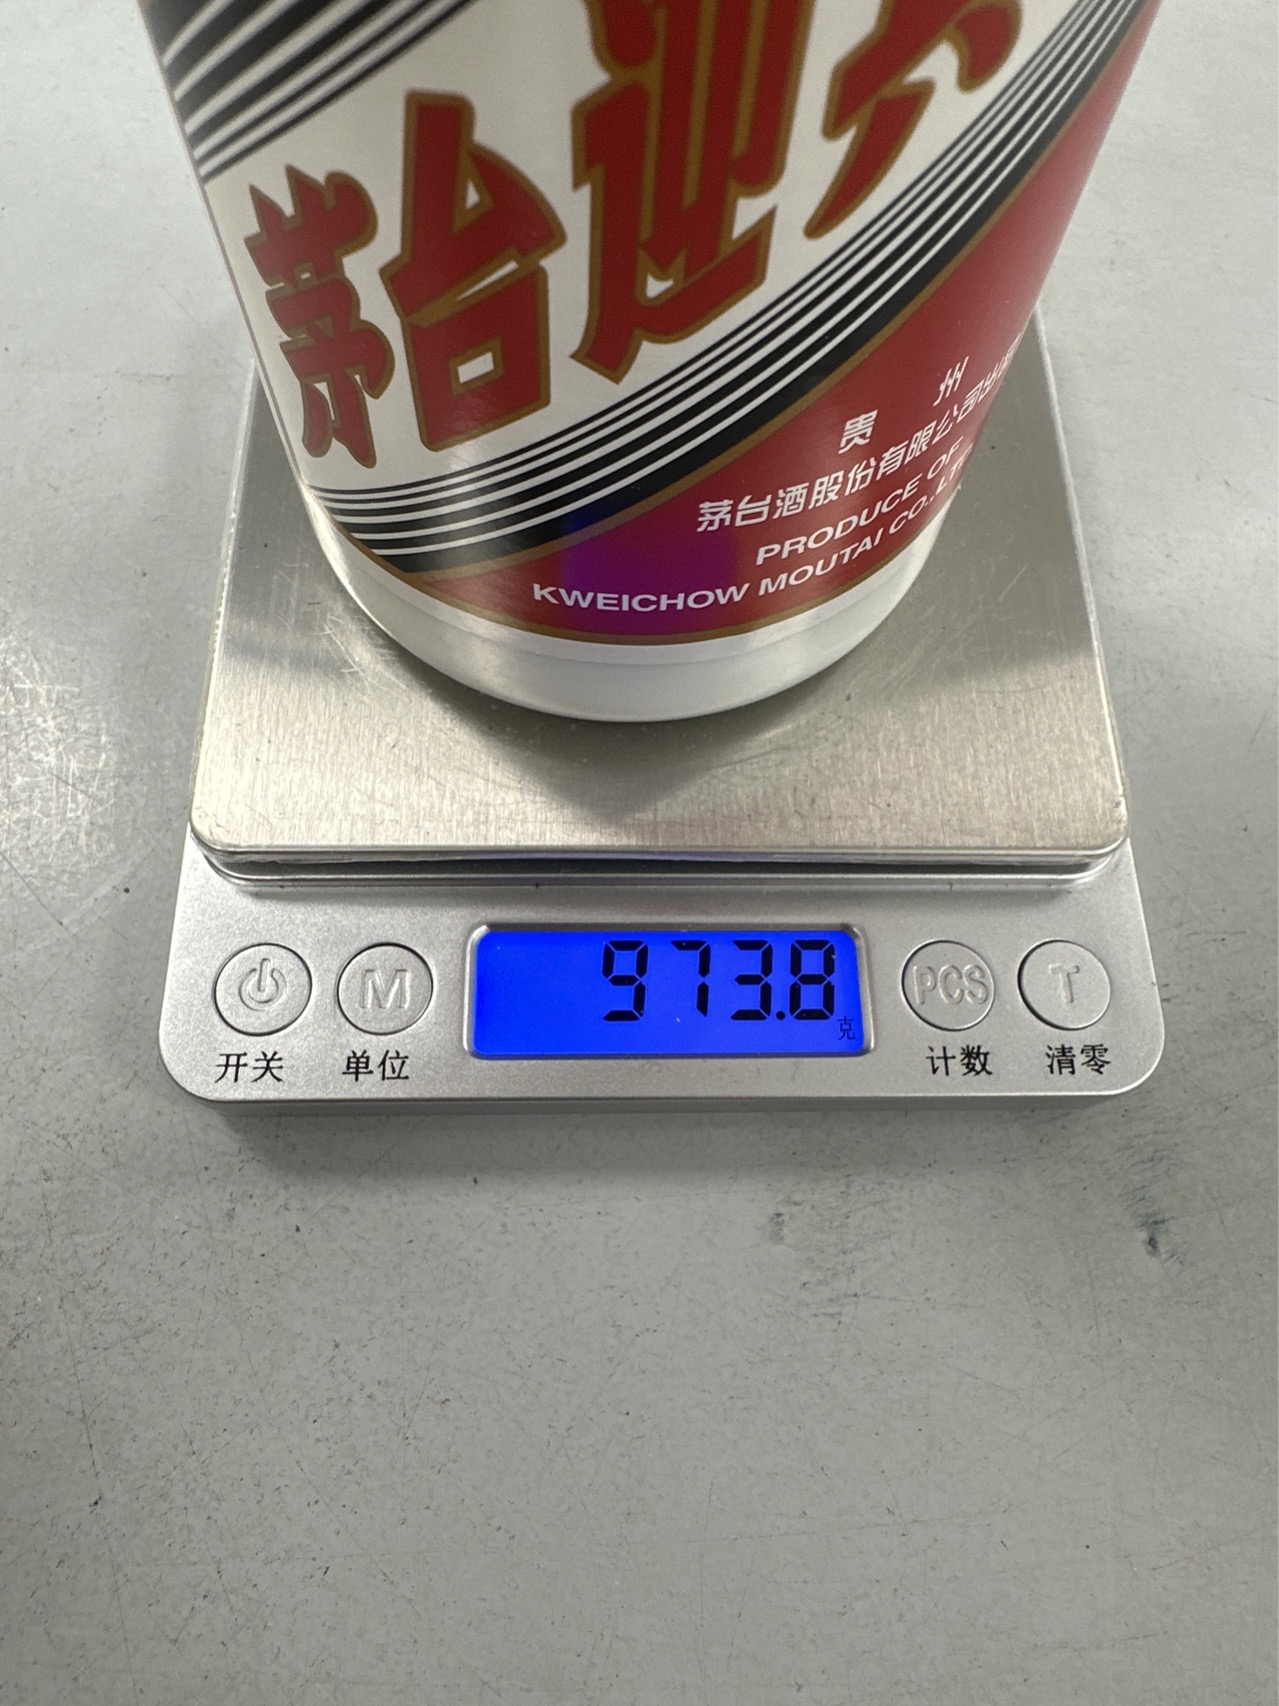 茅台迎宾
贵 州
茅台酒股份有限公司出品
PRODUCE OF
KWEICHOW MOUTAI CO.,LTD
973.8
克
M
PCS
T
开关
单位
计数
清零